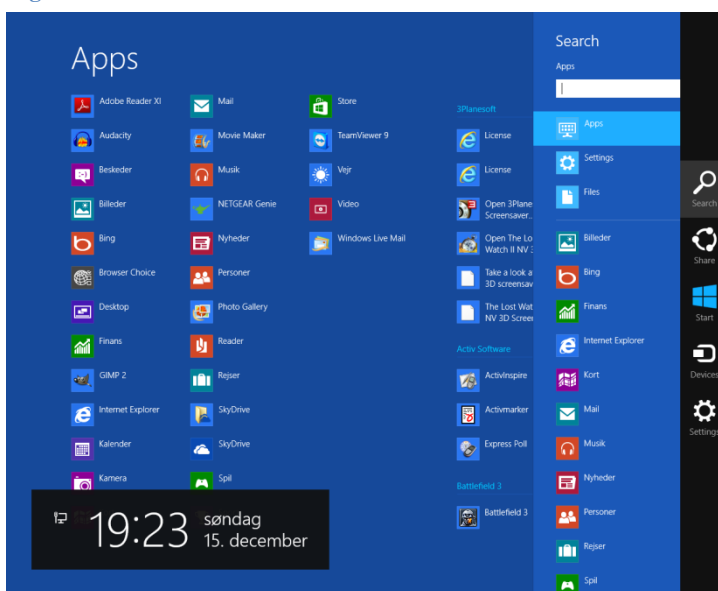 Apps
Adobe Reader XI
Audacity
Beskeder
Billeder
Bing
Browser Choice
Desktop
Finans
GIMP 2
Internet Explorer
Kalender
Kamera
Mail
Movie Maker
Musik
NETGEAR Genie
Nyheder
Personer
Photo Gallery
Reader
Rejser
SkyDrive
SkyDrive
Spil
Store
TeamViewer 9
Vejr
Video
Windows Live Mail
3Planesoft
License
License
Open 3Plane
Screensaver..
Open The Lo
Watch II NV 3
Take a look a
3D screensav
The Lost Wat
NV 3D Screen
Activ Software
ActivInspire
Activmarker
Express Poll
Battlefield 3
Battlefield 3
19:23
søndag
15. december
Search
Apps
Apps
Settings
Files
Billeder
Bing
Finans
Internet Explorer
Kort
Mail
Musik
Nyheder
Personer
Rejser
Spil
Search
Share
Start
Devices
Settings